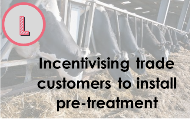 L
Incentivising trade
customers to install
pre-treatment